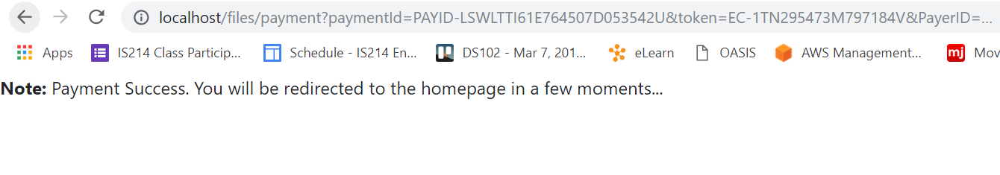 localhost/files/payment?paymentId=PAYID-LSWLTTI61E764507D053542U&token=EC-1TN295473M797184V&PayerID=...
Apps IS214 Class Particip... Schedule - IS214 En... DS102 - Mar 7, 201... eLearn OASIS AWS Management... mj Mov
Note: Payment Success. You will be redirected to the homepage in a few moments...